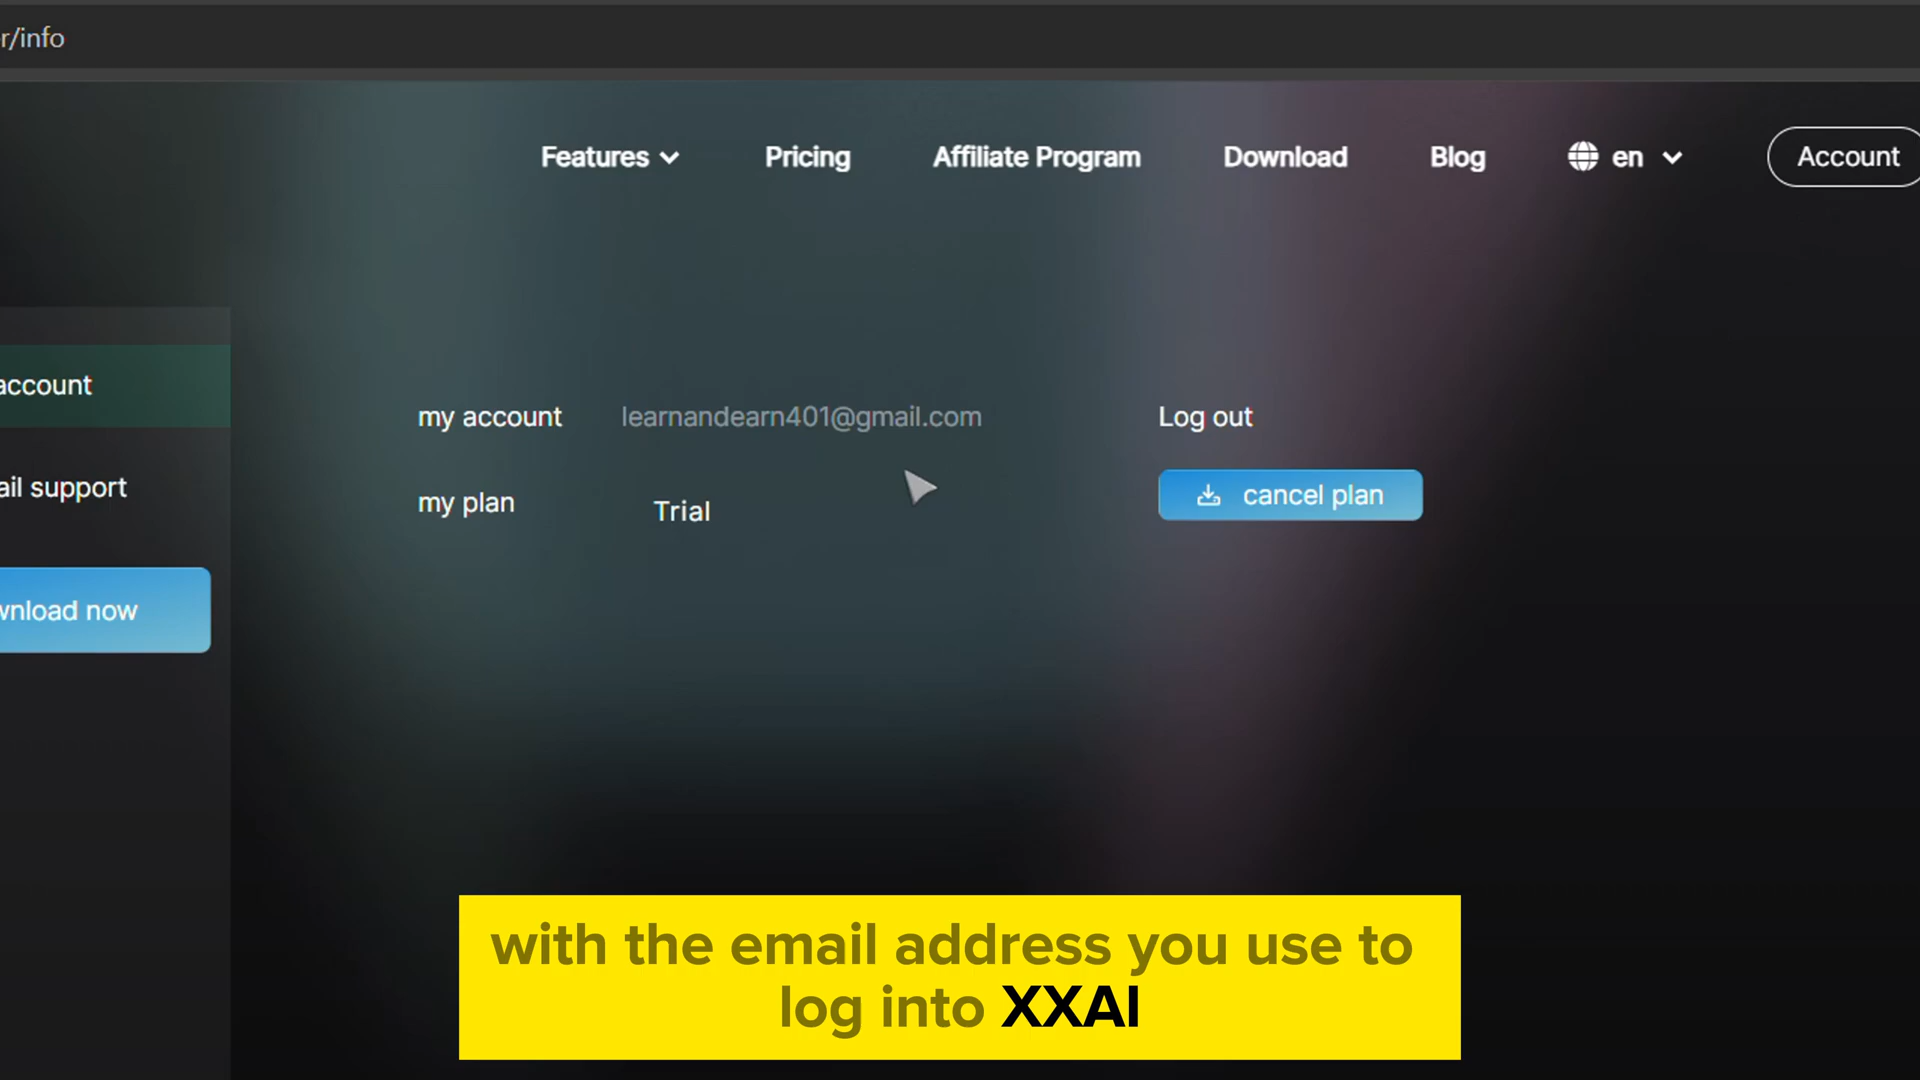 r/info
Features
Pricing
Affiliate Program
Download
Blog
en
Account
account
ail support
wnload now
my account
learnandearn401@gmail.com
Log out
my plan
Trial
cancel plan
with the email address you use to
log into XXAI